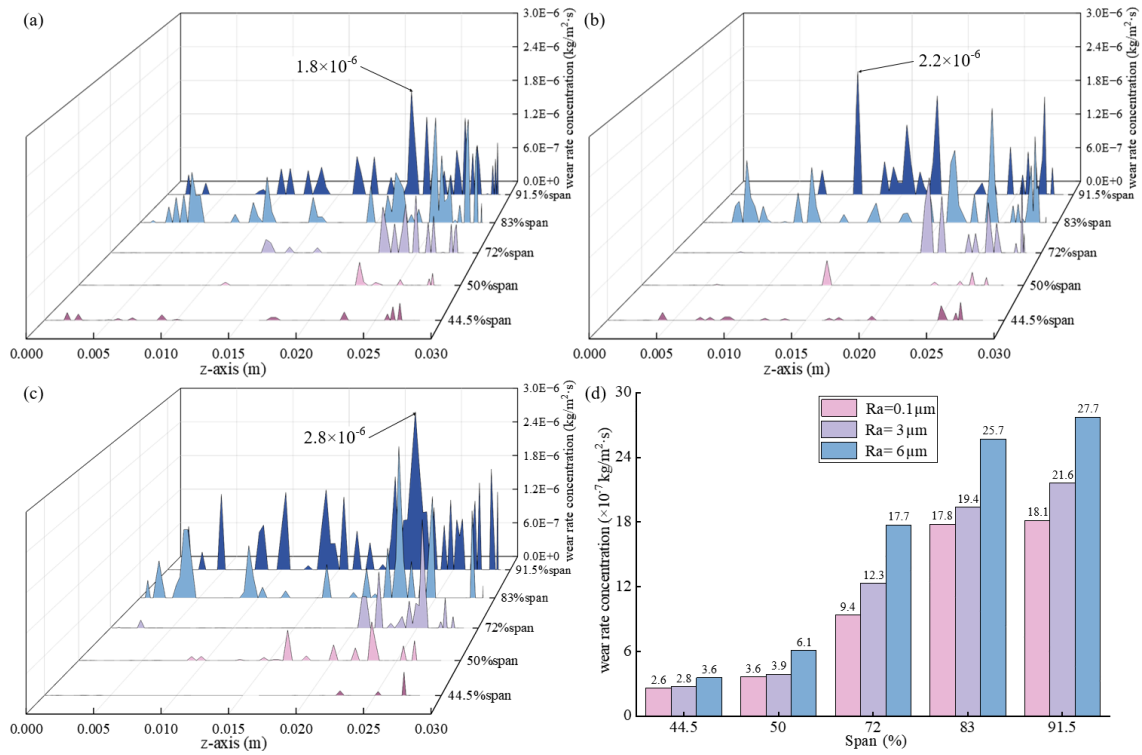 (a)
1.8×10⁻⁶
3.0E-6
2.4E-6
1.8E-6
1.2E-6
6.0E-7
0.0E+0
wear rate concentration (kg/m²·s)
91.5%span
83%span
72%span
50%span
44.5%span
0.000 0.005 0.010 0.015 0.020 0.025 0.030
z-axis (m)
(b)
2.2×10⁻⁶
3.0E-6
2.4E-6
1.8E-6
1.2E-6
6.0E-7
0.0E+0
wear rate concentration (kg/m²·s)
91.5%span
83%span
72%span
50%span
44.5%span
0.000 0.005 0.010 0.015 0.020 0.025 0.030
z-axis (m)
(c)
2.8×10⁻⁶
3.0E-6
2.4E-6
1.8E-6
1.2E-6
6.0E-7
0.0E+0
wear rate concentration (kg/m²·s)
91.5%span
83%span
72%span
50%span
44.5%span
0.000 0.005 0.010 0.015 0.020 0.025 0.030
z-axis (m)
(d)
Ra=0.1μm
Ra= 3μm
Ra= 6μm
wear rate concentration (×10⁻⁷ kg/m²·s)
30
24
18
12
6
0
2.6 2.8 3.6
3.6 3.9 6.1
9.4 12.3 17.7
17.8 19.4 25.7
18.1 21.6 27.7
44.5 50 72 83 91.5
Span (%)